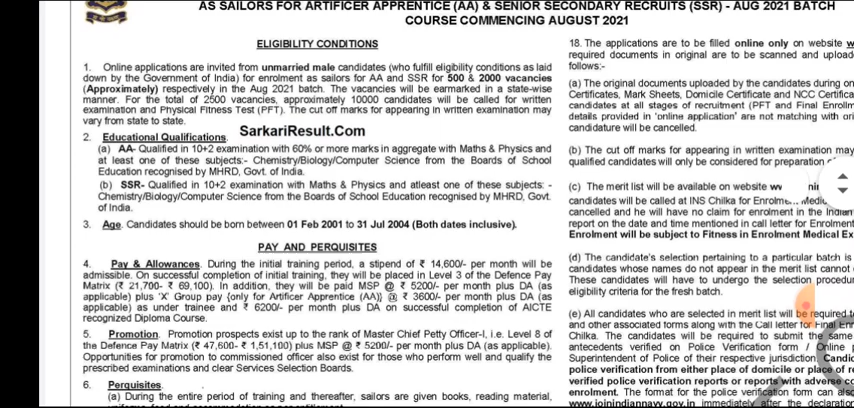 AS SAILORS FOR ARTIFICER APPRENTICE (AA) & SENIOR SECONDARY RECRUITS (SSR) - AUG 2021 BATCH
COURSE COMMENCING AUGUST 2021
ELIGIBILITY CONDITIONS
1. Online applications are invited from unmarried male candidates (who fulfill eligibility conditions as laid
down by the Government of India) for enrolment as sailors for AA and SSR for 500 & 2000 vacancies
(Approximately) respectively in the Aug 2021 batch. The vacancies will be earmarked in a state-wise
manner. For the total of 2500 vacancies, approximately 10000 candidates will be called for written
examination and Physical Fitness Test (PFT). The cut off marks for appearing in written examination may
vary from state to state.
SarkariResult.Com
2. Educational Qualifications.
(a) AA- Qualified in 10+2 examination with 60% or more marks in aggregate with Maths & Physics and
at least one of these subjects:- Chemistry/Biology/Computer Science from the Boards of School
Education recognised by MHRD, Govt. of India.
(b) SSR- Qualified in 10+2 examination with Maths & Physics and atleast one of these subjects: -
Chemistry/Biology/Computer Science from the Boards of School Education recognised by MHRD, Govt.
of India.
3. Age. Candidates should be born between 01 Feb 2001 to 31 Jul 2004 (Both dates inclusive).
PAY AND PERQUISITES
4. Pay & Allowances. During the initial training period, a stipend of ₹ 14,600/- per month will be
admissible. On successful completion of initial training, they will be placed in Level 3 of the Defence Pay
Matrix (₹ 21,700- ₹ 69,100). In addition, they will be paid MSP @ ₹ 5200/- per month plus DA (as
applicable) plus 'X' Group pay {only for Artificer Apprentice (AA)} @ ₹ 3600/- per month plus DA (as
applicable) as under trainee and ₹ 6200/- per month plus DA on successful completion of AICTE
recognized Diploma Course.
5. Promotion. Promotion prospects exist up to the rank of Master Chief Petty Officer-I, i.e. Level 8 of
the Defence Pay Matrix (₹ 47,600- ₹ 1,51,100) plus MSP @ ₹ 5200/- per month plus DA (as applicable).
Opportunities for promotion to commissioned officer also exist for those who perform well and qualify the
prescribed examinations and clear Services Selection Boards.
6. Perquisites.
(a) During the entire period of training and thereafter, sailors are given books, reading material,
18. The applications are to be filled online only on website w
required documents in original are to be scanned and upload
follows:-
(a) The original documents uploaded by the candidates during on
Certificates, Mark Sheets, Domicile Certificate and NCC Certifica
candidates at all stages of recruitment (PFT and Final Enrollm
details provided in 'online application' are not matching with ori
candidature will be cancelled.
(b) The cut off marks for appearing in written examination may
qualified candidates will only be considered for preparation
(c) The merit list will be available on website
candidates will be called at INS Chilka for
cancelled and he will have no claim for enrolment in the Indian
report on the date and time mentioned in call letter for Enrolment
Enrolment will be subject to Fitness in Enrolment Medical Ex
(d) The candidate's selection pertaining to a particular batch is
candidates whose names do not appear in the merit list cannot
These candidates will have to undergo the selection procedur
eligibility criteria for the fresh batch.
(e) All candidates who are selected in merit list will be required t
and other associated forms along with the Call letter for Final Enr
Chilka. The candidates will be required to submit the same
antecedents verified on Police Verification form / Online
Superintendent of Police of their respective jurisdiction. Candi
police verification from either place of domicile or place of r
verified police verification reports or reports with adverse c
enrolment. The format for the police verification form can also
www.joinindiannavy.gov.in immediately after the declaration